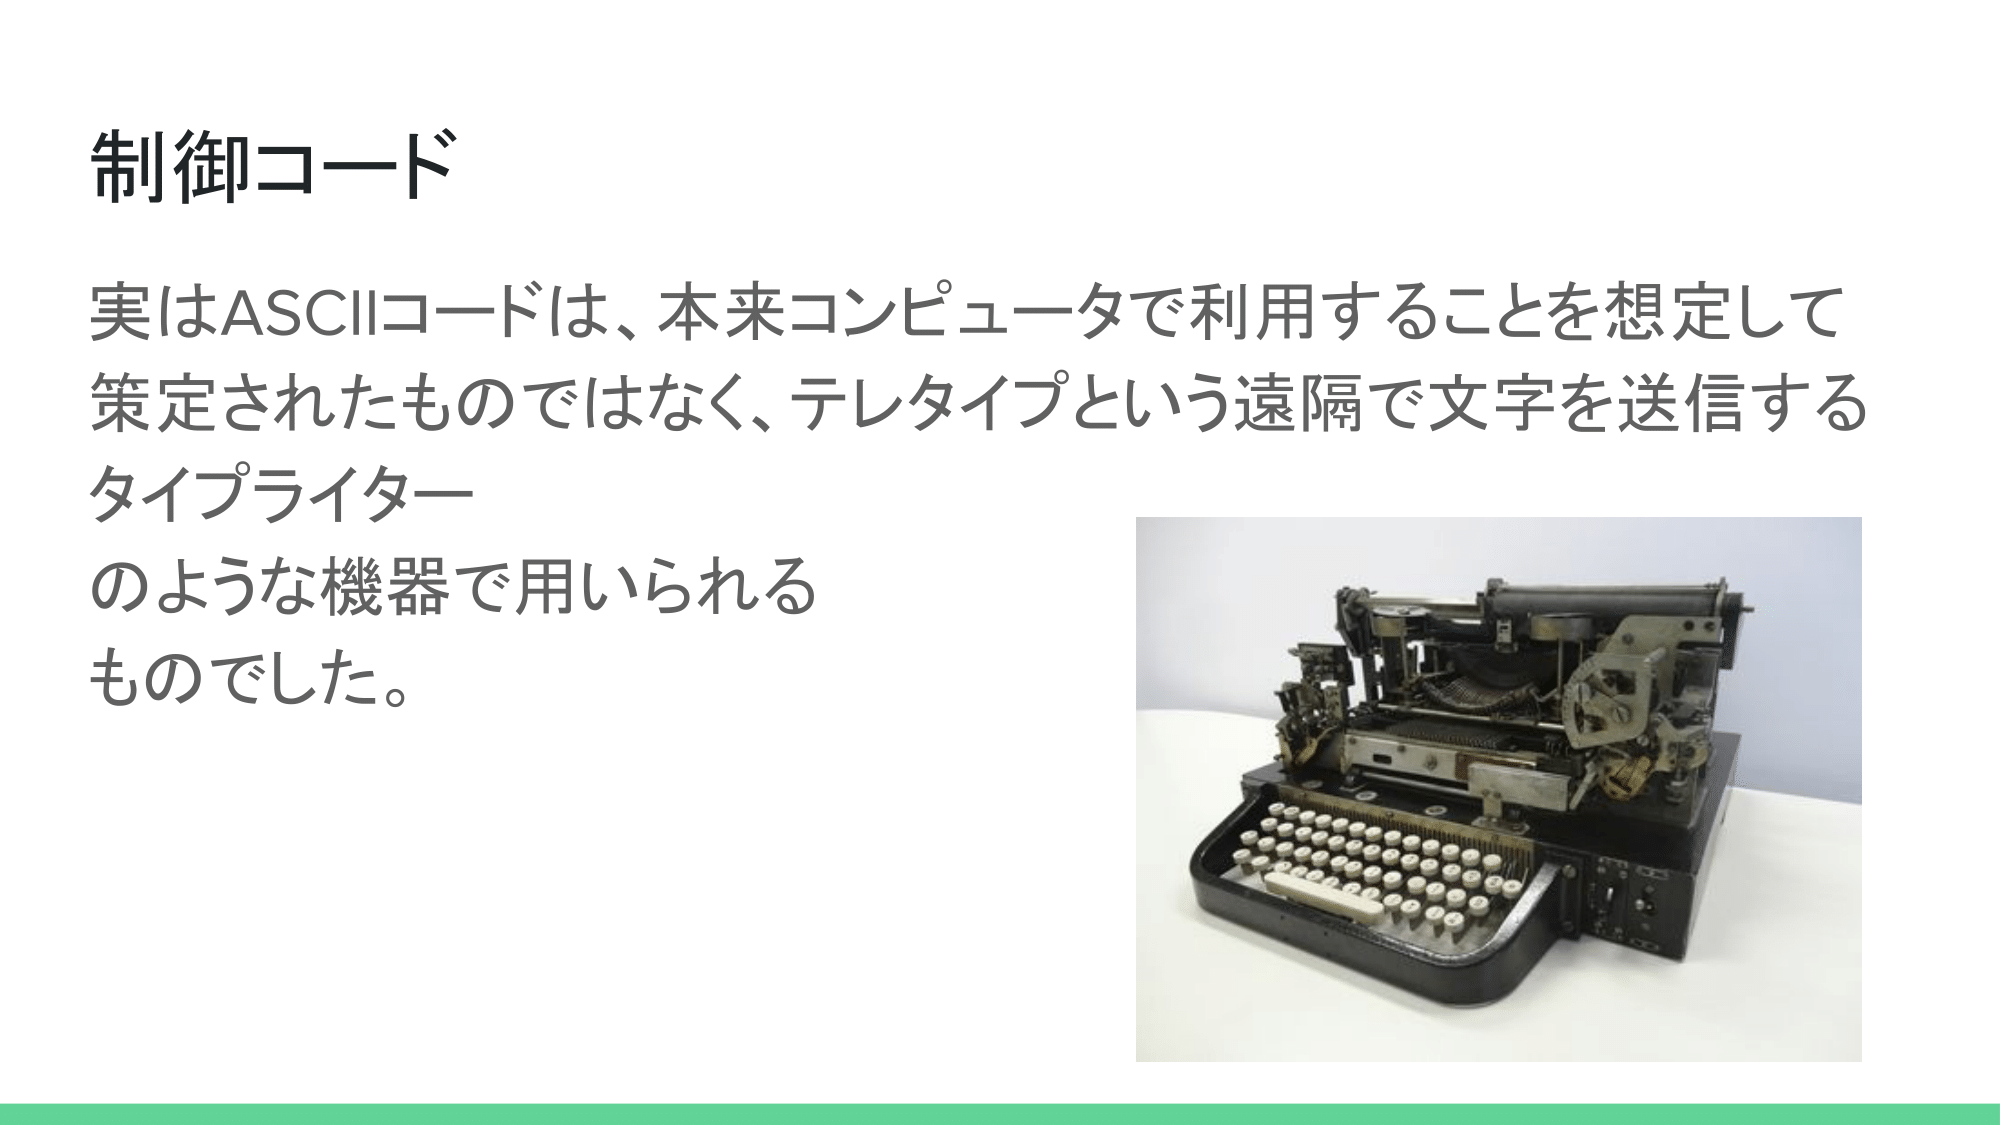 制御コード
実はASCIIコードは、本来コンピュータで利用することを想定して
策定されたものではなく、テレタイプという遠隔で文字を送信する
タイプライター
のような機器で用いられる
ものでした。